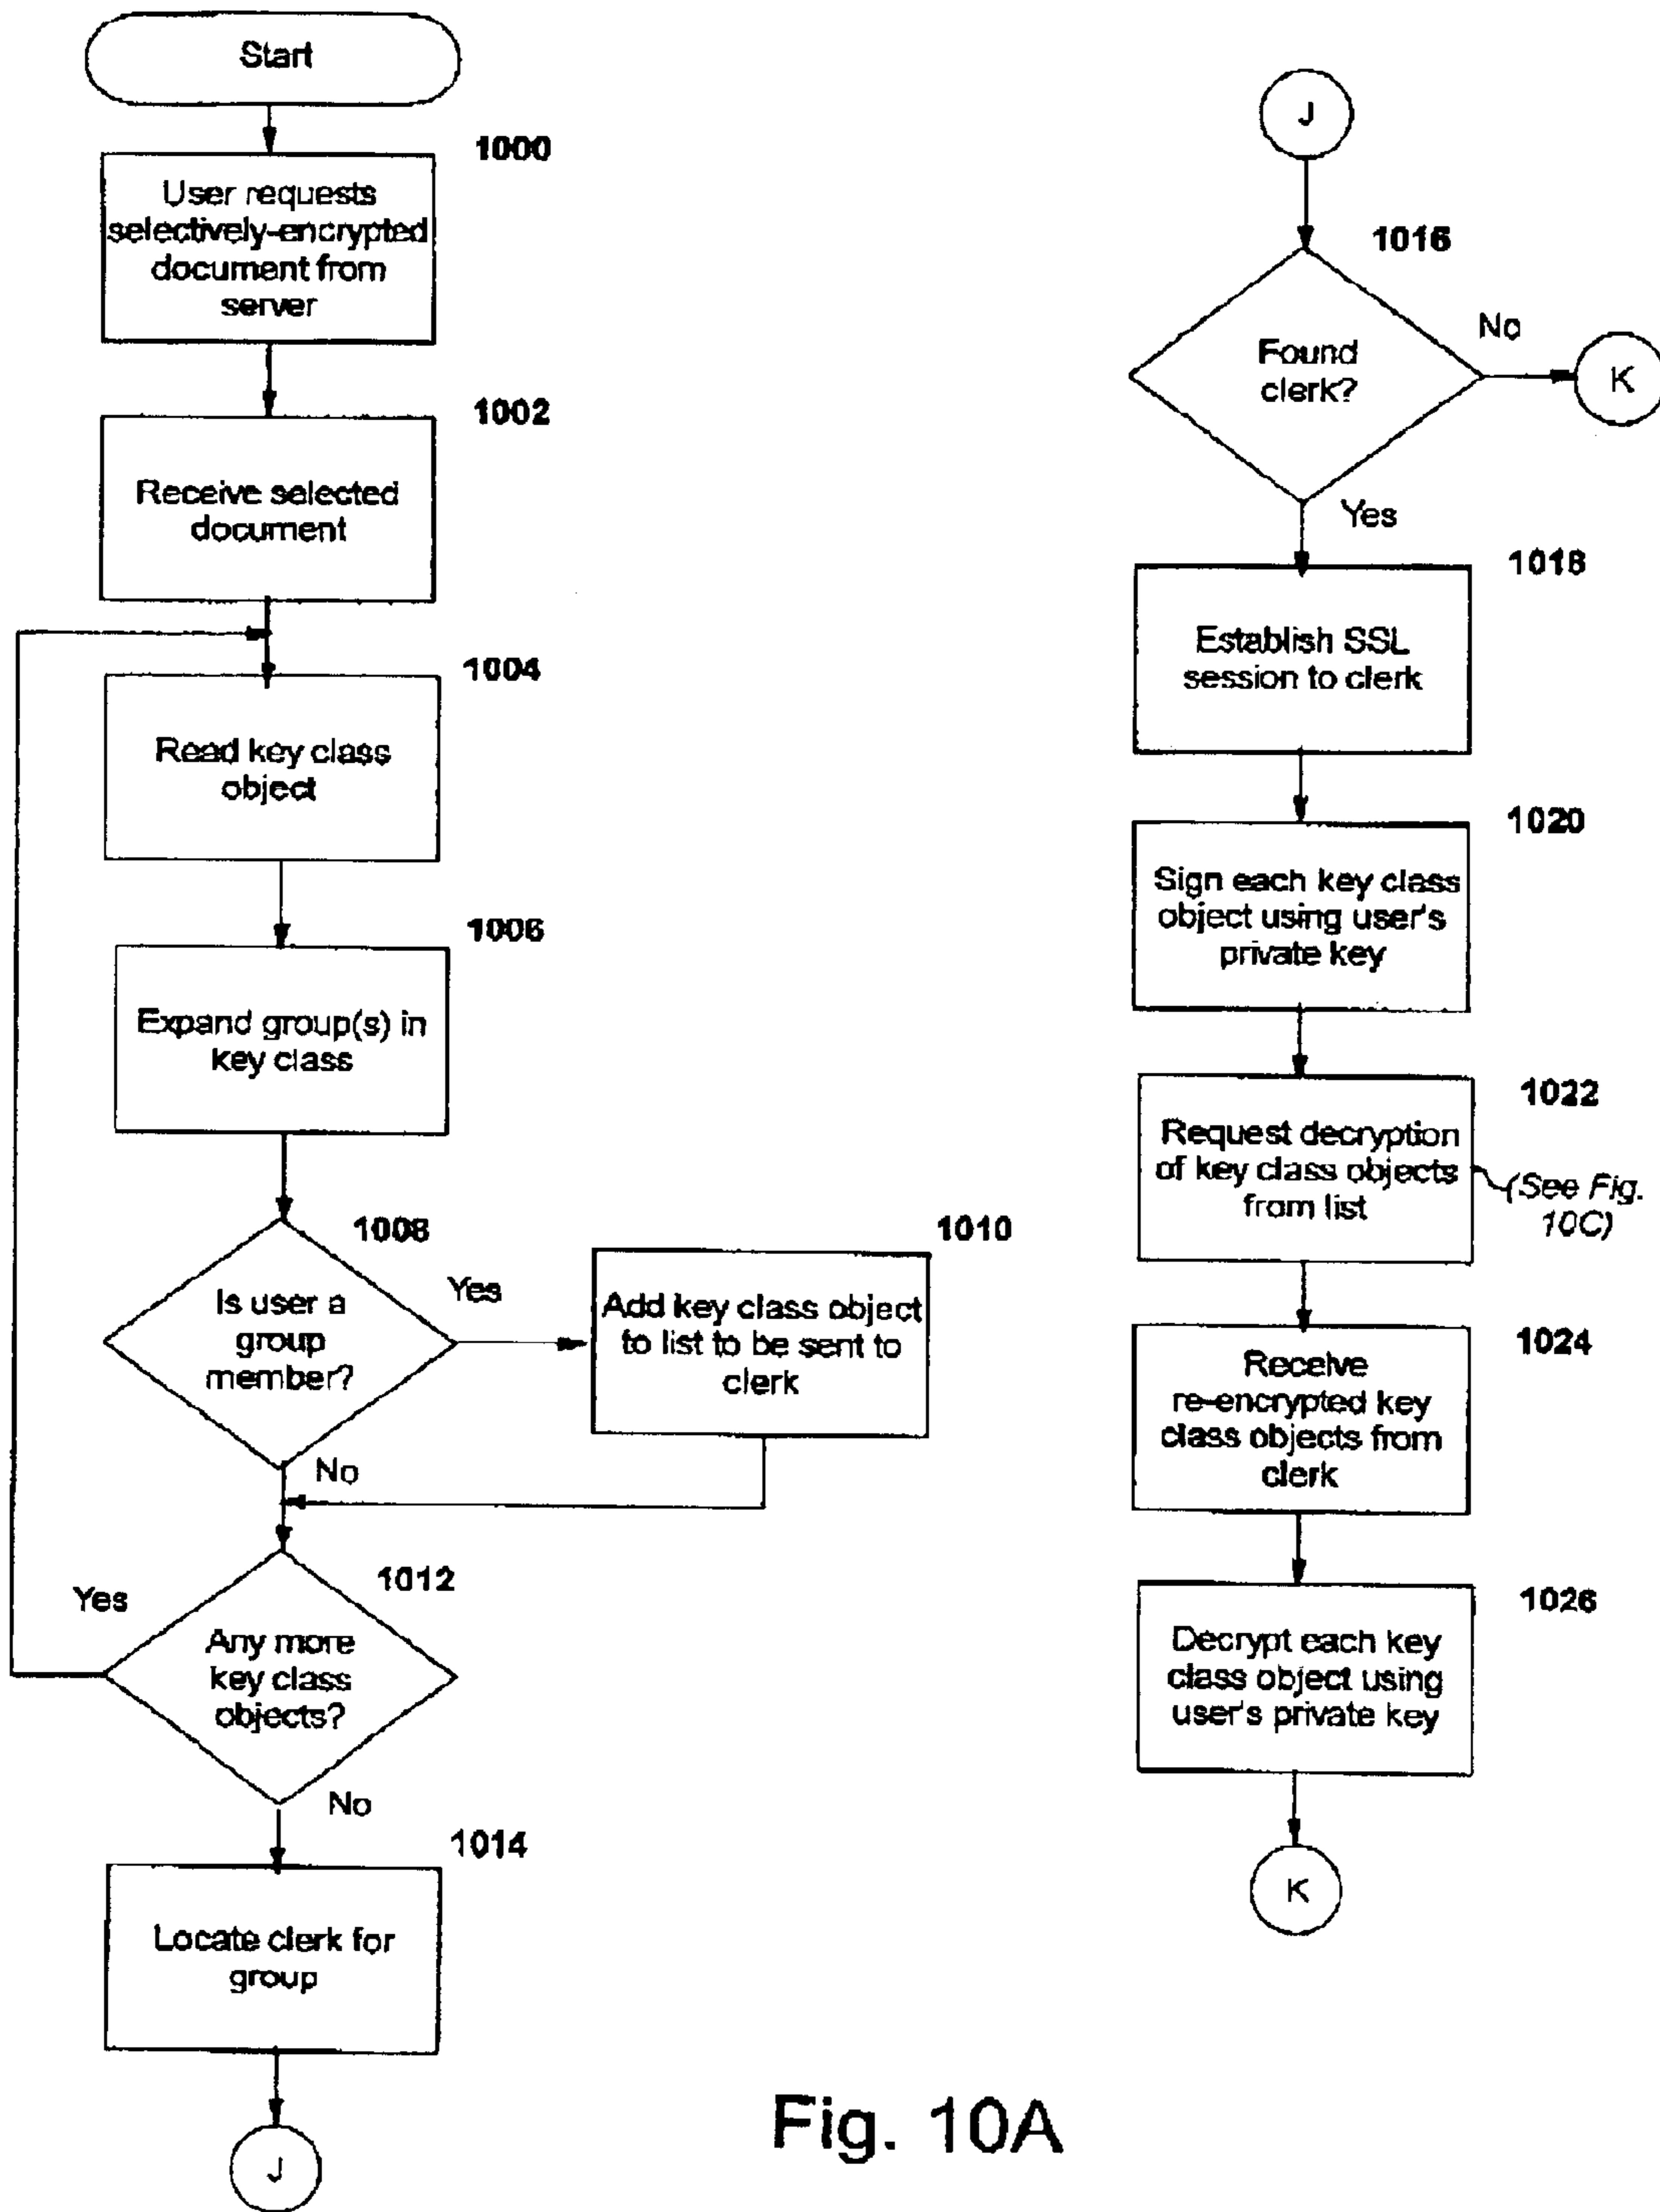 Start
1000
User requests
selectively-encrypted
document from
server
1002
Receive selected
document
1004
Read key class
object
1006
Expand group(s) in
key class
1008
Is user a
group
member?
Yes
1010
Add key class object
to list to be sent to
clerk
No
1012
Yes
Any more
key class
objects?
No
1014
Locate clerk for
group
J
J
1016
Found
clerk?
No
K
Yes
1018
Establish SSL
session to clerk
1020
Sign each key class
object using user's
private key
1022
Request decryption
of key class objects
from list
(See Fig.
10C)
1024
Receive
re-encrypted key
class objects from
clerk
1026
Decrypt each key
class object using
user's private key
K
Fig. 10A